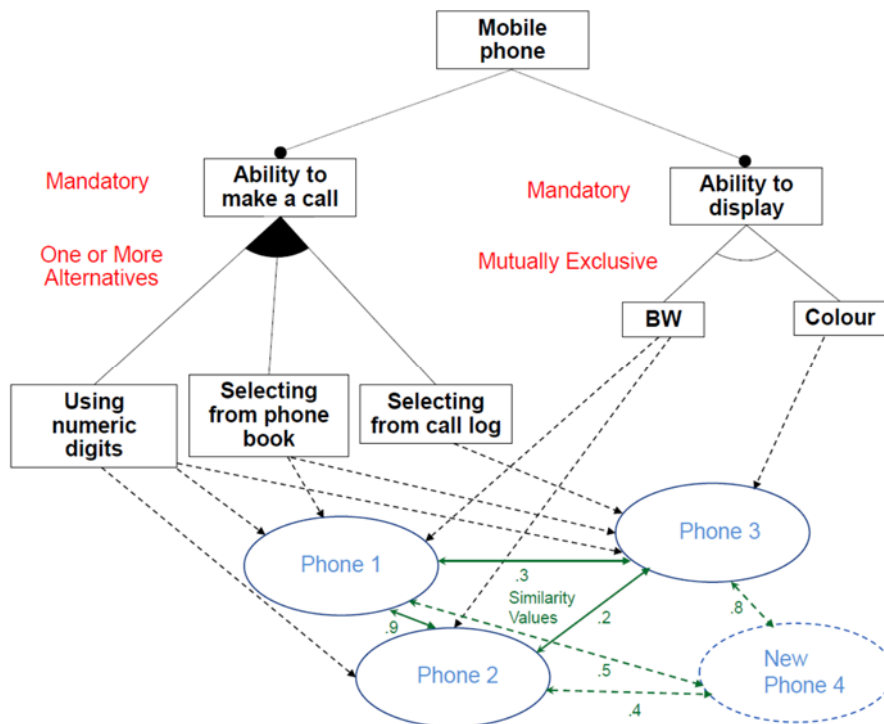 Mobile
phone
Mandatory
Ability to
make a call
Mandatory
Ability to
display
One or More
Alternatives
Mutually Exclusive
BW
Colour
Using
numeric
digits
Selecting
from phone
book
Selecting
from call log
Phone 1
Phone 3
.3
Similarity
Values
.2
.8
.9
Phone 2
.5
.4
New
Phone 4